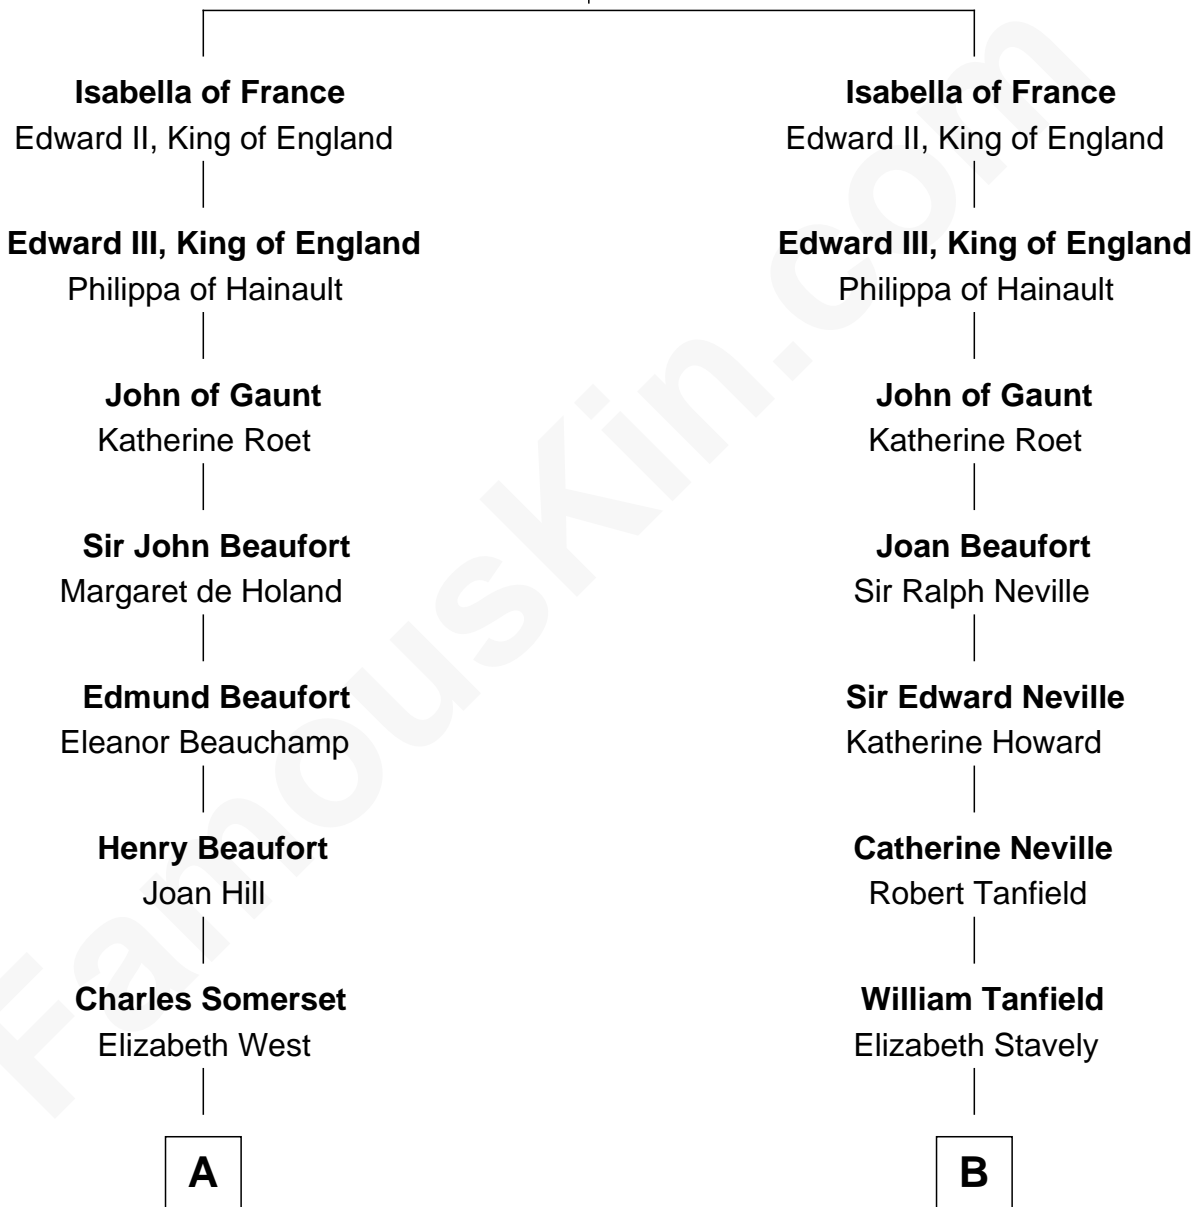 Isabella of France
Edward II, King of England
Edward III, King of England
Philippa of Hainault
John of Gaunt
Katherine Roet
Sir John Beaufort
Margaret de Holand
Edmund Beaufort
Eleanor Beauchamp
Henry Beaufort
Joan Hill
Charles Somerset
Elizabeth West
A
Isabella of France
Edward II, King of England
Edward III, King of England
Philippa of Hainault
John of Gaunt
Katherine Roet
Joan Beaufort
Sir Ralph Neville
Sir Edward Neville
Katherine Howard
Catherine Neville
Robert Tanfield
William Tanfield
Elizabeth Stavely
B
FamousKin.com